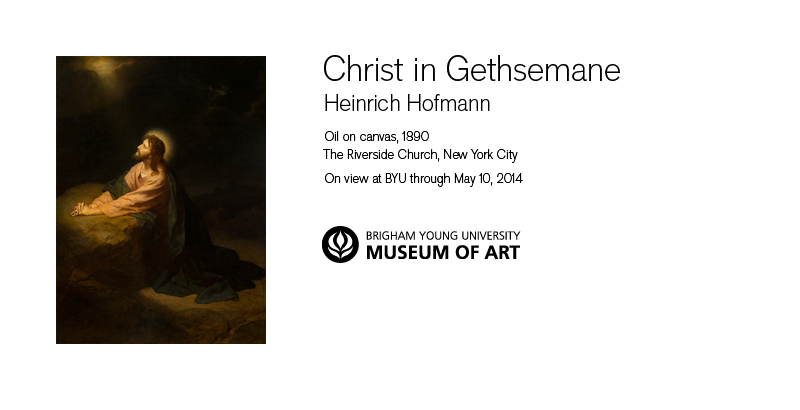 Christ in Gethsemane
Heinrich Hofmann
Oil on canvas, 1890
The Riverside Church, New York City
On view at BYU through May 10, 2014
BRIGHAM YOUNG UNIVERSITY
MUSEUM OF ART